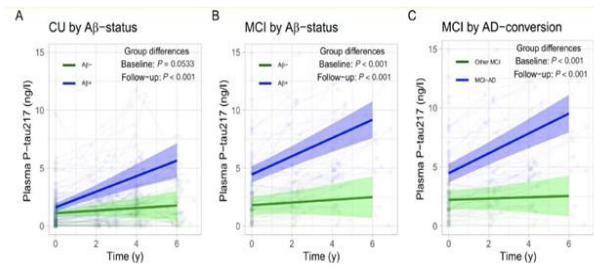 A
CU by Aβ−status
Plasma P−tau217 (ng/l)
15
10
5
0
Aβ−
Aβ+
Group differences
Baseline: P = 0.0533
Follow−up: P < 0.001
0 2 4 6
Time (y)
B
MCI by Aβ−status
Plasma P−tau217 (ng/l)
15
10
5
0
Aβ−
Aβ+
Group differences
Baseline: P < 0.001
Follow−up: P < 0.001
0 2 4 6
Time (y)
C
MCI by AD−conversion
Plasma P−tau217 (ng/l)
15
10
5
0
Other MCI
MCI−AD
Group differences
Baseline: P < 0.001
Follow−up: P < 0.001
0 2 4 6
Time (y)